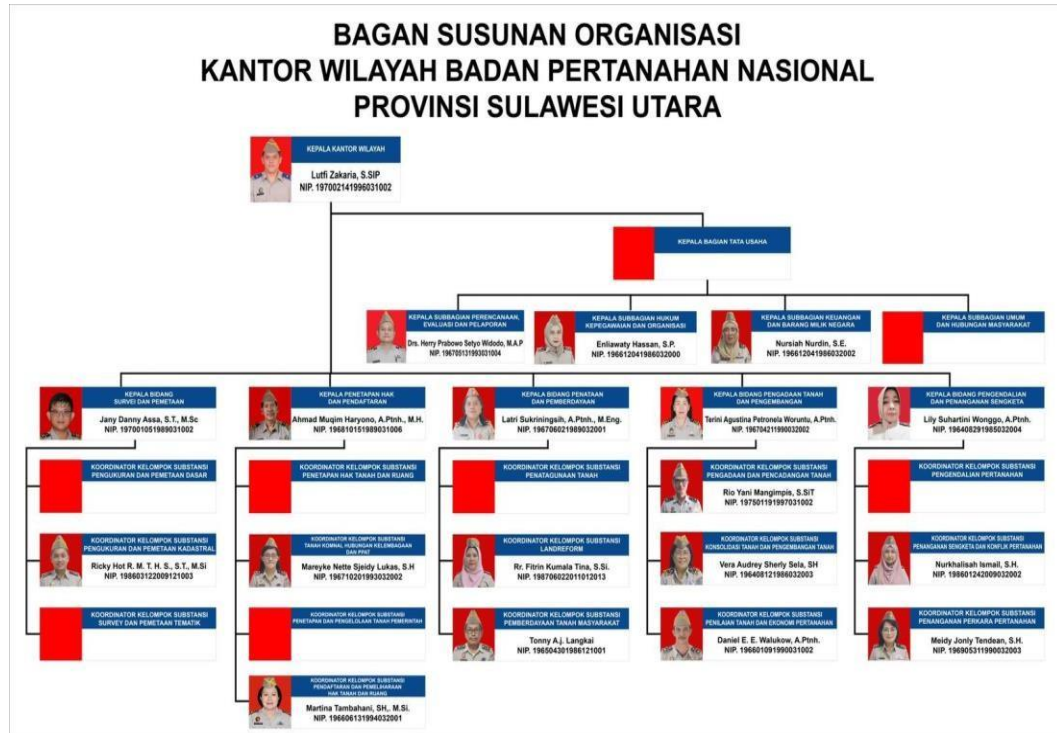 BAGAN SUSUNAN ORGANISASI
KANTOR WILAYAH BADAN PERTANAHAN NASIONAL
PROVINSI SULAWESI UTARA
KEPALA KANTOR WILAYAH
Lutfi Zakaria, S.SIP
NIP. 197002141996031002
KEPALA BAGIAN TATA USAHA
KEPALA SUBBAGIAN PERENCANAAN,
EVALUASI DAN PELAPORAN
Drs. Herry Prabowo Setyo Widodo, M.A.P
NIP. 196705131993031004
KEPALA SUBBAGIAN HUKUM
KEPEGAWAIAN DAN ORGANISASI
Enliawaty Hassan, S.P.
NIP. 196612041986032000
KEPALA SUBBAGIAN KEUANGAN
DAN BARANG MILIK NEGARA
Nursiah Nurdin, S.E.
NIP. 196612041986032002
KEPALA SUBBAGIAN UMUM
DAN HUBUNGAN MASYARAKAT
KEPALA BIDANG
SURVEI DAN PEMETAAN
Jany Danny Assa, S.T., M.Sc
NIP. 197001051989031002
KEPALA PENETAPAN HAK
DAN PENDAFTARAN
Ahmad Muqim Haryono, A.Ptnh., M.H.
NIP. 196810151989031006
KEPALA BIDANG PENATAAN
DAN PEMBERDAYAAN
Latri Sukriningsih, A.Ptnh., M.Eng.
NIP. 196706021989032001
KEPALA BIDANG PENGADAAN TANAH
DAN PENGEMBANGAN
Terini Agustina Petronela Woruntu, A.Ptnh.
NIP. 196704211990032002
KEPALA BIDANG PENGENDALIAN
DAN PENANGANAN SENGKETA
Lily Suhartini Wonggo, A.Ptnh.
NIP. 196408291985032004
KOORDINATOR KELOMPOK SUBSTANSI
PENGUKURAN DAN PEMETAAN DASAR
KOORDINATOR KELOMPOK SUBSTANSI
PENETAPAN HAK TANAH DAN RUANG
KOORDINATOR KELOMPOK SUBSTANSI
PENATAGUNAAN TANAH
KOORDINATOR KELOMPOK SUBSTANSI
PENGADAAN DAN PENCADANGAN TANAH
Rio Yani Mangimpis, S.SiT
NIP. 197501191997031002
KOORDINATOR KELOMPOK SUBSTANSI
PENGENDALIAN PERTANAHAN
KOORDINATOR KELOMPOK SUBSTANSI
PENGUKURAN DAN PEMETAAN KADASTRAL
Ricky Hot R. M. T. H. S., S.T., M.Si
NIP. 198603122009121003
KOORDINATOR KELOMPOK SUBSTANSI
TANAH KOMNAL HUBUNGAN KELEMBAGAAN
DAN PPAT
Mareyke Nette Sjeidy Lukas, S.H
NIP. 196710201993032002
KOORDINATOR KELOMPOK SUBSTANSI
LANDREFORM
Rr. Fitrin Kumala Tina, S.Si.
NIP. 198706022011012013
KOORDINATOR KELOMPOK SUBSTANSI
KONSOLIDASI TANAH DAN PENGEMBANGAN TANAH
Vera Audrey Sherly Sela, SH
NIP. 196408121986032003
KOORDINATOR KELOMPOK SUBSTANSI
PENANGANAN SENGKETA DAN KONFLIK PERTANAHAN
Nurkhalisah Ismail, S.H.
NIP. 198601242009032002
KOORDINATOR KELOMPOK SUBSTANSI
SURVEY DAN PEMETAAN TEMATIK
KOORDINATOR KELOMPOK SUBSTANSI
PENETAPAN DAN PENGELOLAAN TANAH PEMERINTAH
KOORDINATOR KELOMPOK SUBSTANSI
PEMBERDAYAAN TANAH MASYARAKAT
Tonny A.j. Langkai
NIP. 196504301986121001
KOORDINATOR KELOMPOK SUBSTANSI
PENILAIAN TANAH DAN EKONOMI PERTANAHAN
Daniel E. E. Walukow, A.Ptnh.
NIP. 196601091990031002
KOORDINATOR KELOMPOK SUBSTANSI
PENANGANAN PERKARA PERTANAHAN
Meidy Jonly Tendean, S.H.
NIP. 196905311990032003
KOORDINATOR KELOMPOK SUBSTANSI
PENDAFTARAN DAN PEMELIHARAAN
HAK TANAH DAN RUANG
Martina Tambahani, SH,. M.Si.
NIP. 196606131994032001